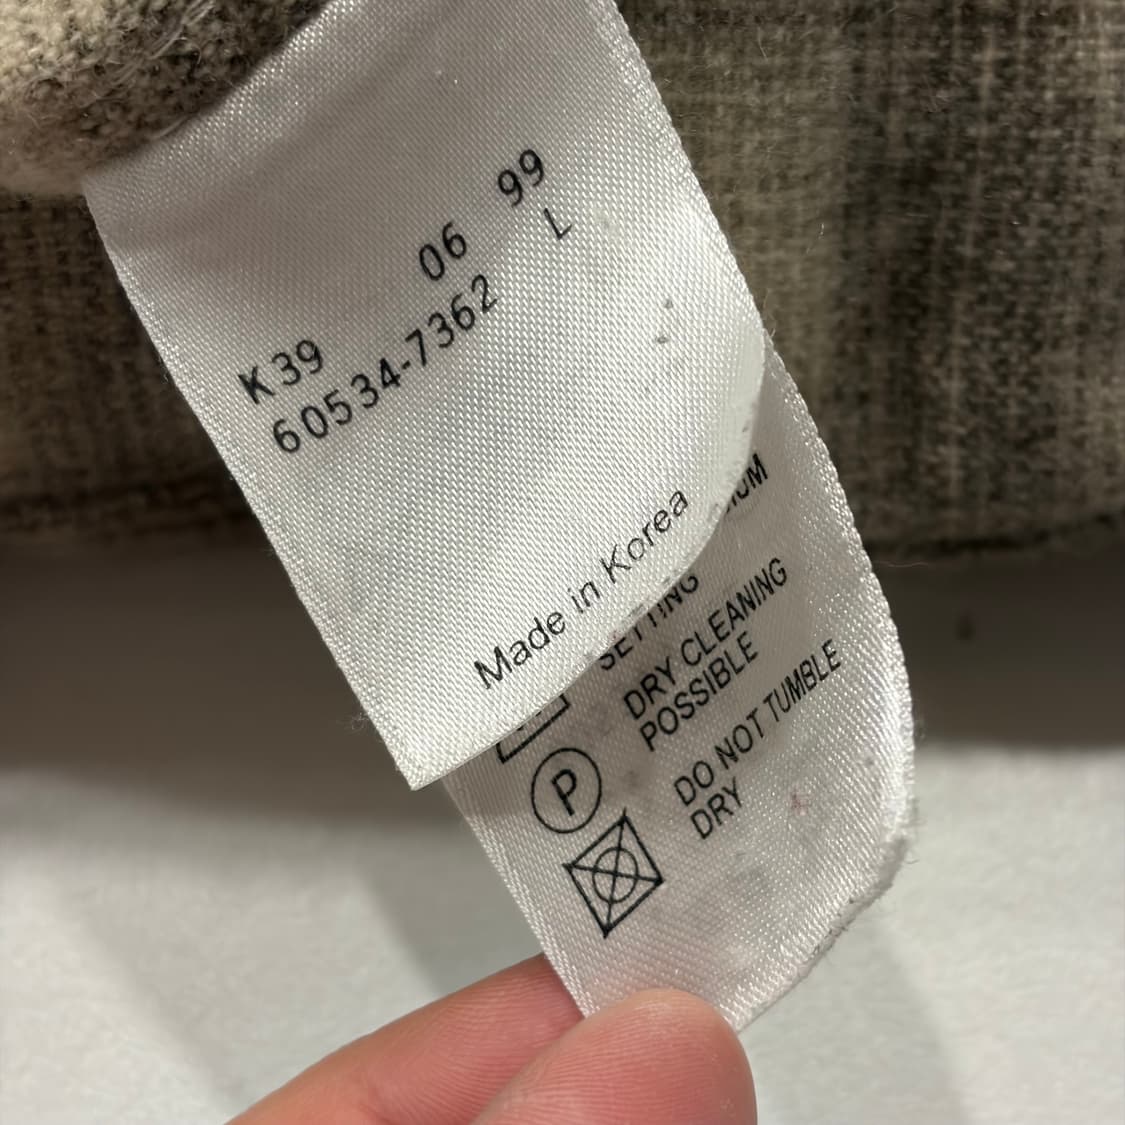 K39 06 99
60534-7362 L
Made in Korea
SETTING
P
DRY CLEANING
POSSIBLE
DO NOT TUMBLE
DRY